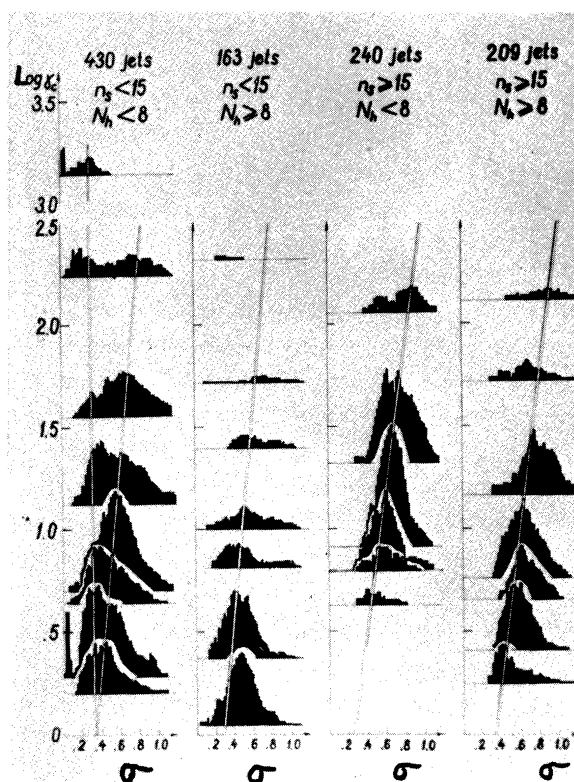 430 jets 163 jets 240 jets 209 jets
Log γc n_s<15 n_s<15 n_s≥15 n_s≥15
3.5 N_h<8 N_h≥8 N_h<8 N_h≥8
3.0
2.5
2.0
1.5
1.0
.5
0
.2 .4 .6 .8 1.0 .2 .4 .6 .8 1.0 .2 .4 .6 .8 1.0 .2 .4 .6 .8 1.0
σ σ σ σ